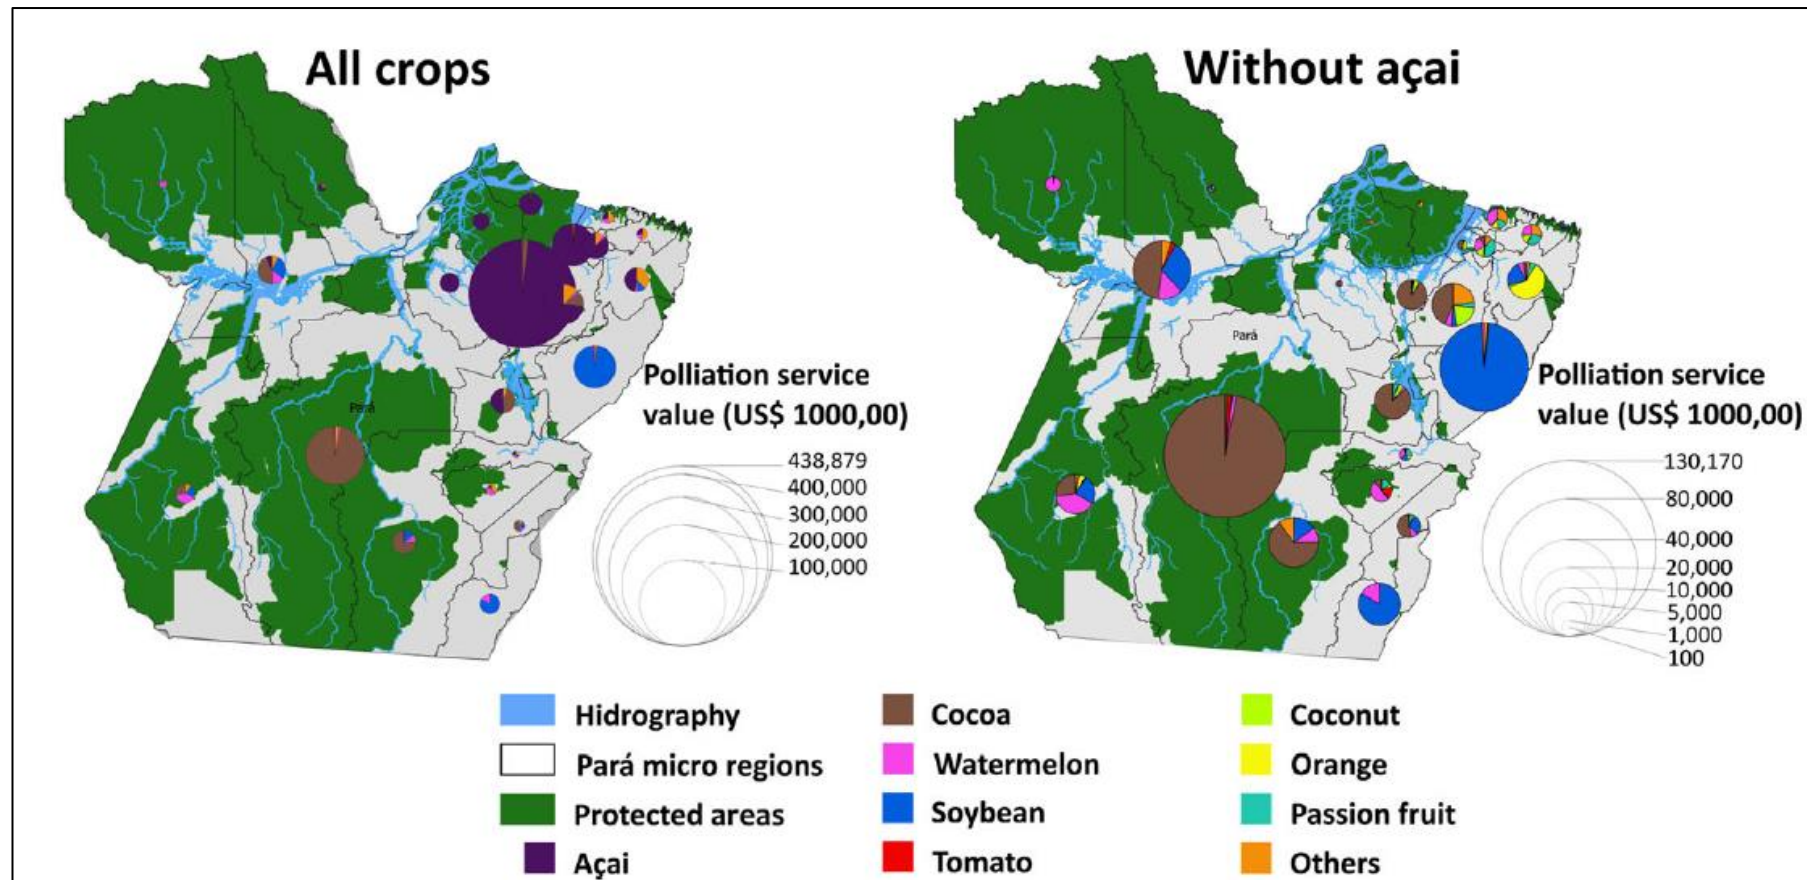 All crops
Without açai
Pará
Pará
Polliation service
value (US$ 1000,00)
438,879
400,000
300,000
200,000
100,000
Polliation service
value (US$ 1000,00)
130,170
80,000
40,000
20,000
10,000
5,000
1,000
100
Hidrography
Pará micro regions
Protected areas
Açai
Cocoa
Watermelon
Soybean
Tomato
Coconut
Orange
Passion fruit
Others